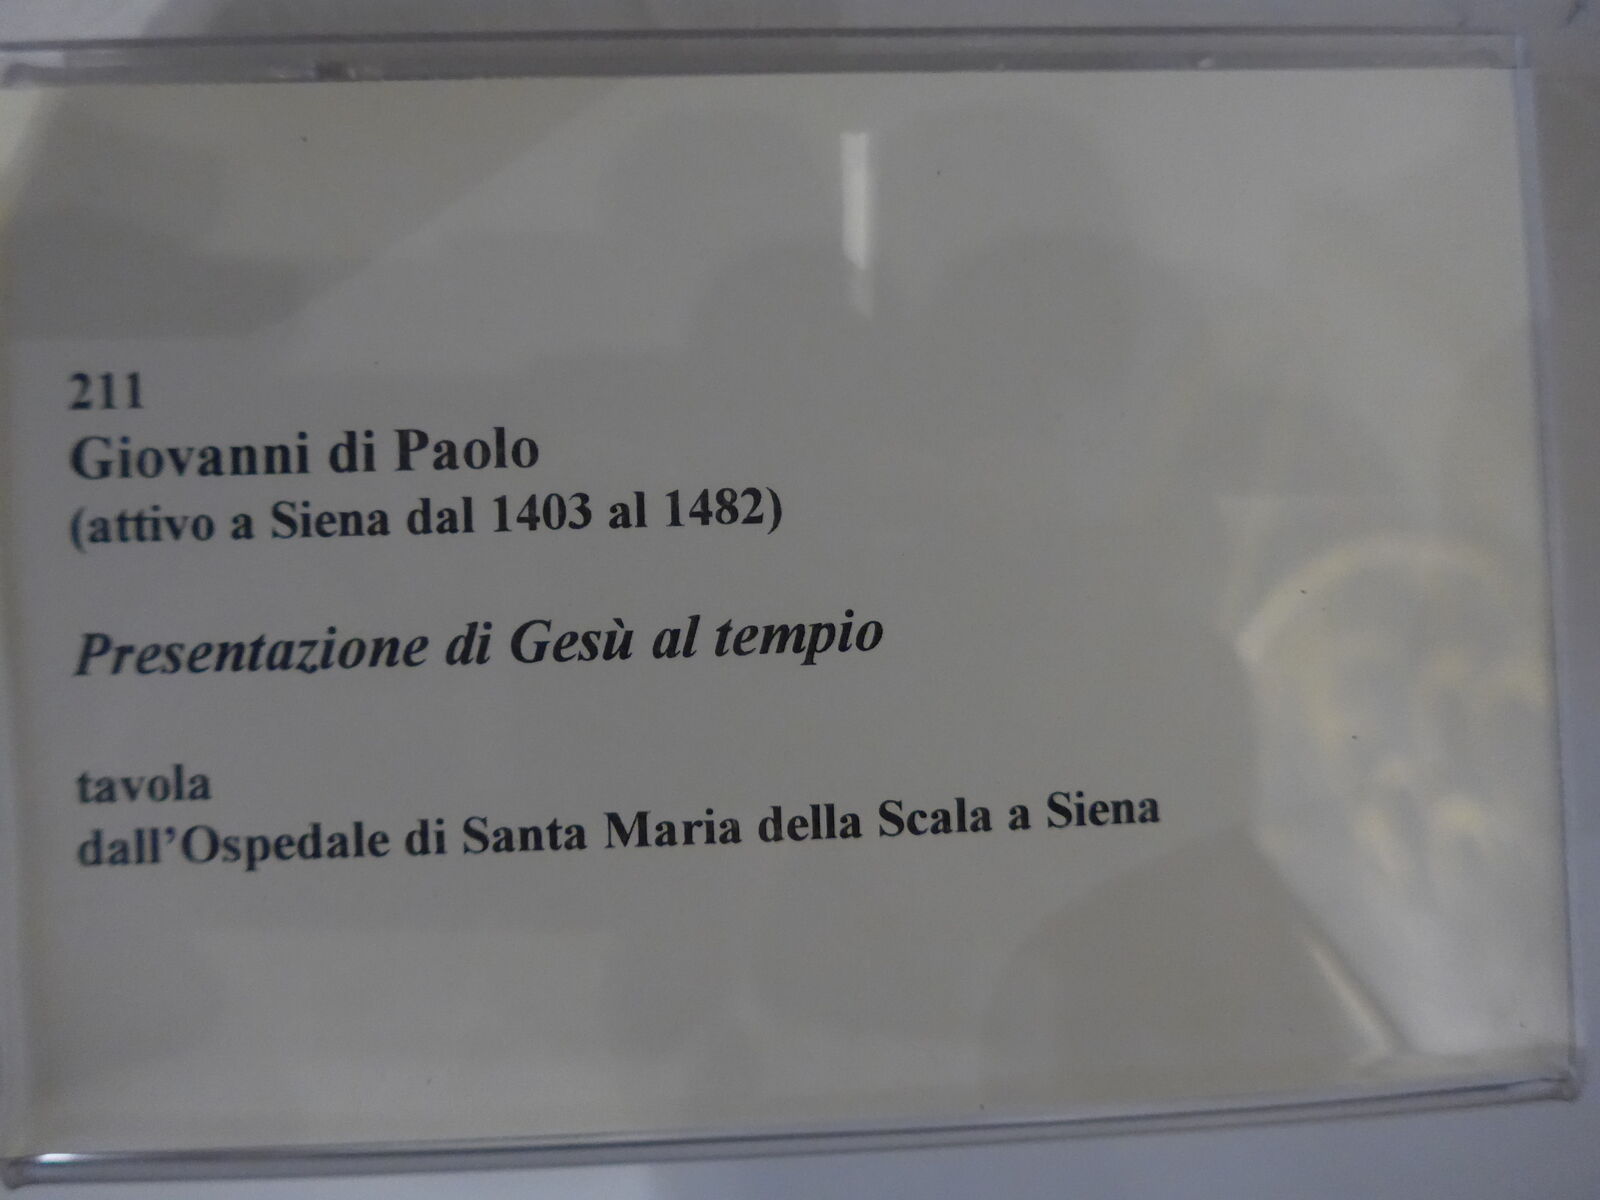 211
Giovanni di Paolo
(attivo a Siena dal 1403 al 1482)
Presentazione di Gesù al tempio
tavola
dall'Ospedale di Santa Maria della Scala a Siena